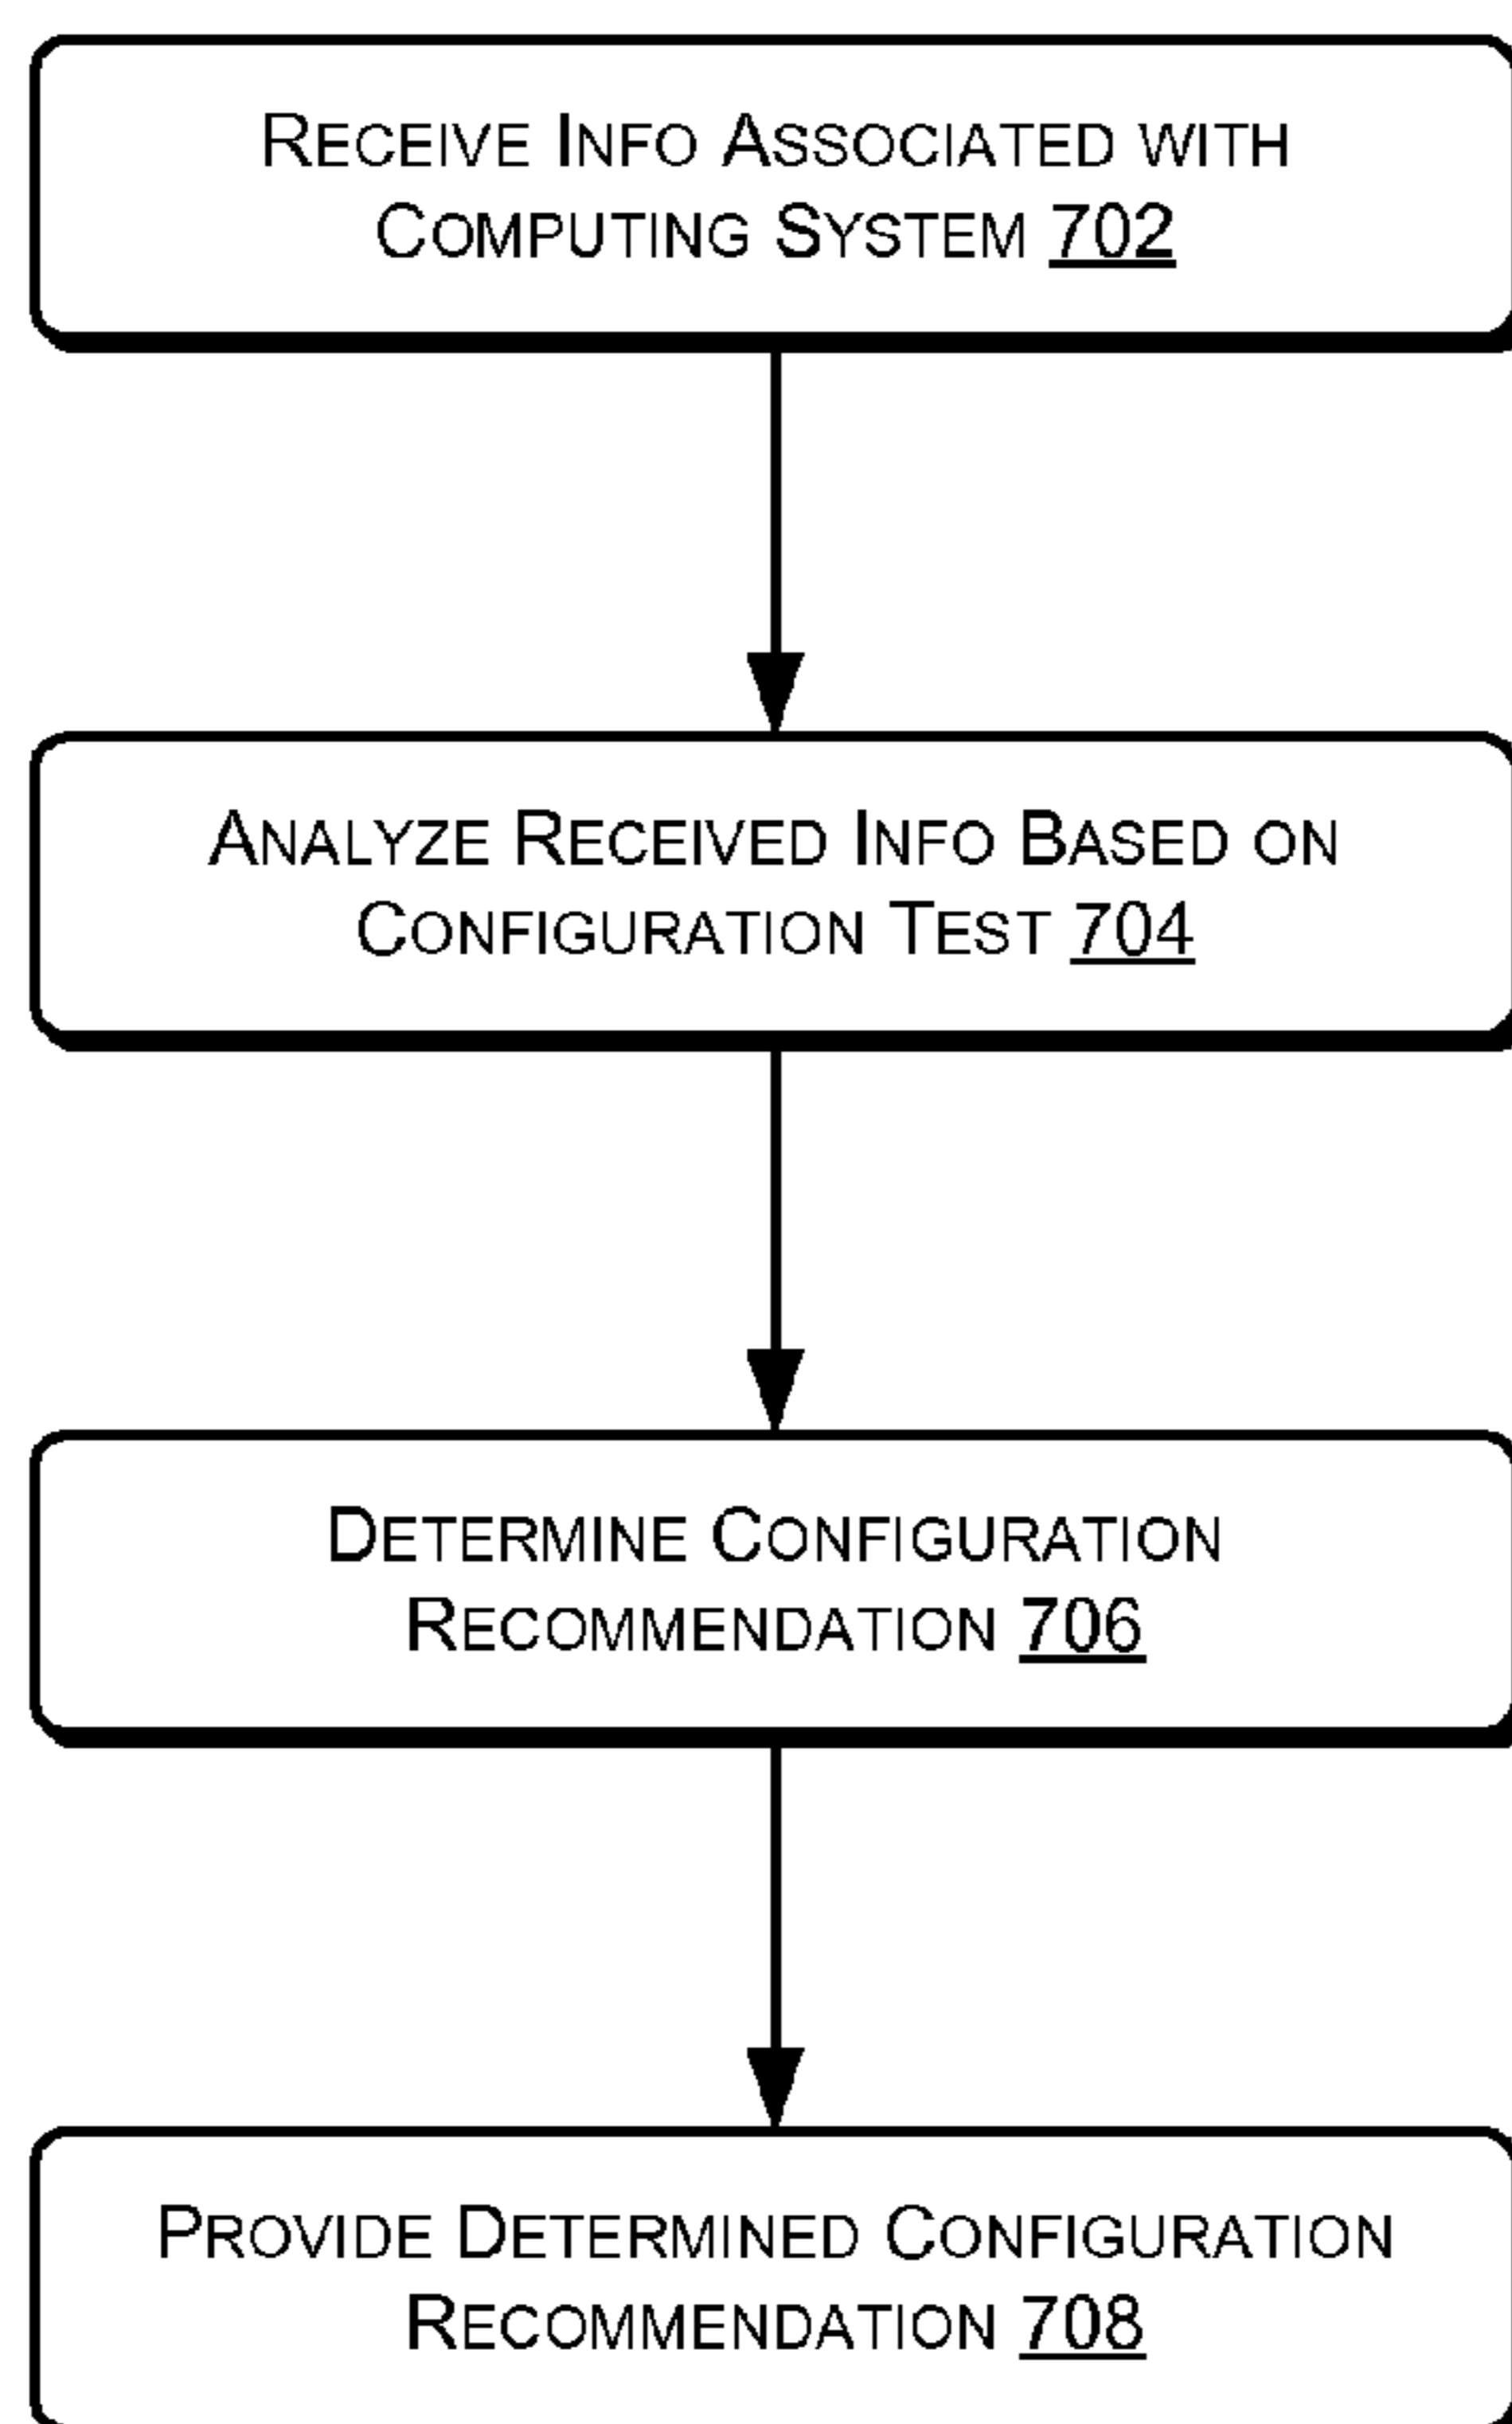 RECEIVE INFO ASSOCIATED WITH
COMPUTING SYSTEM 702
ANALYZE RECEIVED INFO BASED ON
CONFIGURATION TEST 704
DETERMINE CONFIGURATION
RECOMMENDATION 706
PROVIDE DETERMINED CONFIGURATION
RECOMMENDATION 708